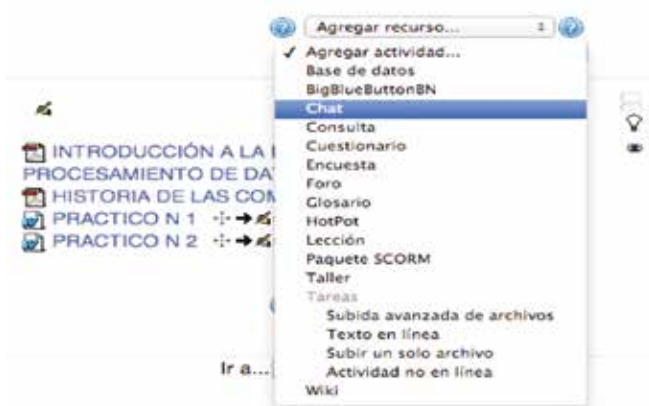 Agregar recurso...
Agregar actividad...
Base de datos
BigBlueButtonBN
Chat
Consulta
Cuestionario
Encuesta
Foro
Glosario
HotPot
Lección
Paquete SCORM
Taller
Tareas
Subida avanzada de archivos
Texto en línea
Subir un solo archivo
Actividad no en línea
Wiki
INTRODUCCIÓN A LA
PROCESAMIENTO DE DA
HISTORIA DE LAS COM
PRACTICO N 1
PRACTICO N 2
Ir a...